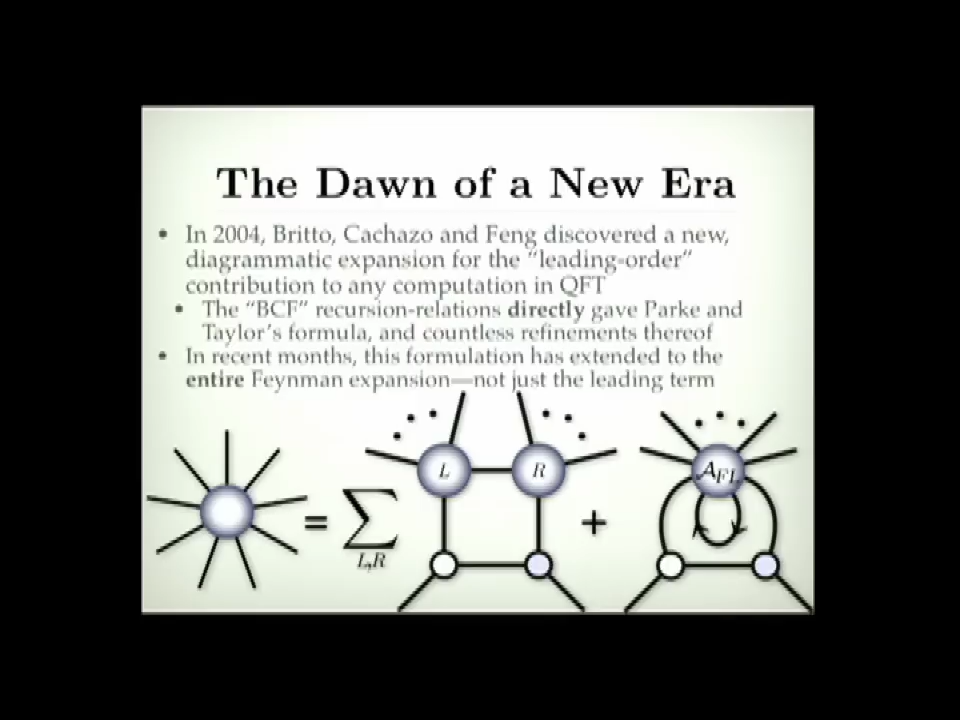 The Dawn of a New Era
• In 2004, Britto, Cachazo and Feng discovered a new,
diagrammatic expansion for the "leading-order"
contribution to any computation in QFT
• The "BCF" recursion-relations directly gave Parke and
Taylor's formula, and countless refinements thereof
• In recent months, this formulation has extended to the
entire Feynman expansion—not just the leading term
L R A_FL
= ∑ +
L,R